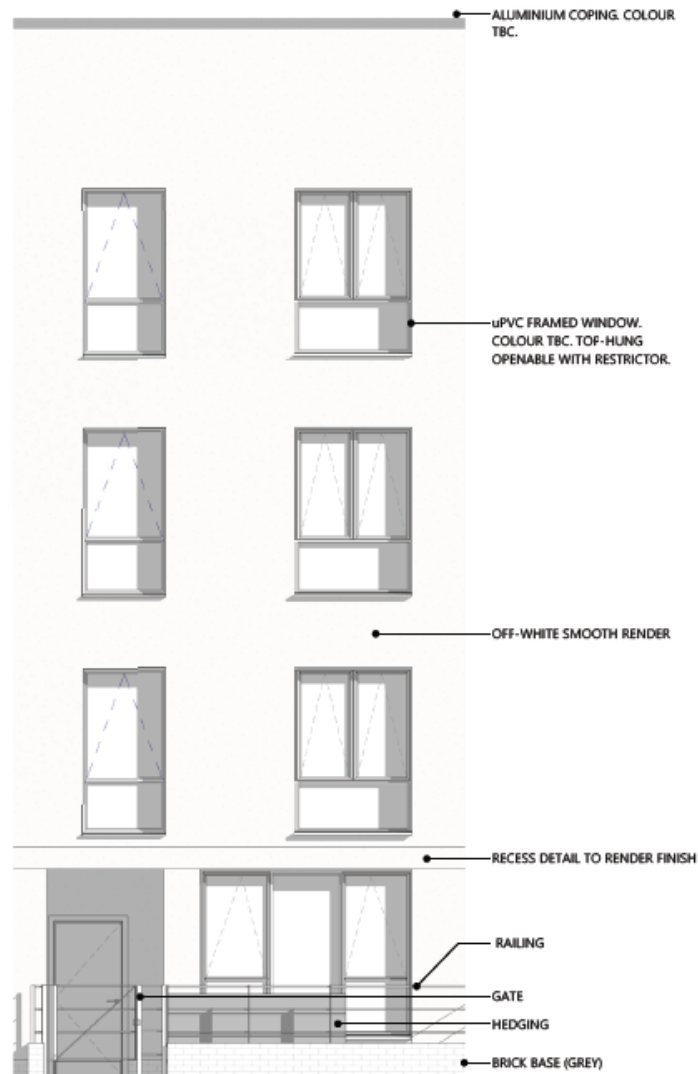 ALUMINIUM COPING. COLOUR
TBC.
uPVC FRAMED WINDOW.
COLOUR TBC. TOF-HUNG
OPENABLE WITH RESTRICTOR.
OFF-WHITE SMOOTH RENDER
RECESS DETAIL TO RENDER FINISH
RAILING
GATE
HEDGING
BRICK BASE (GREY)